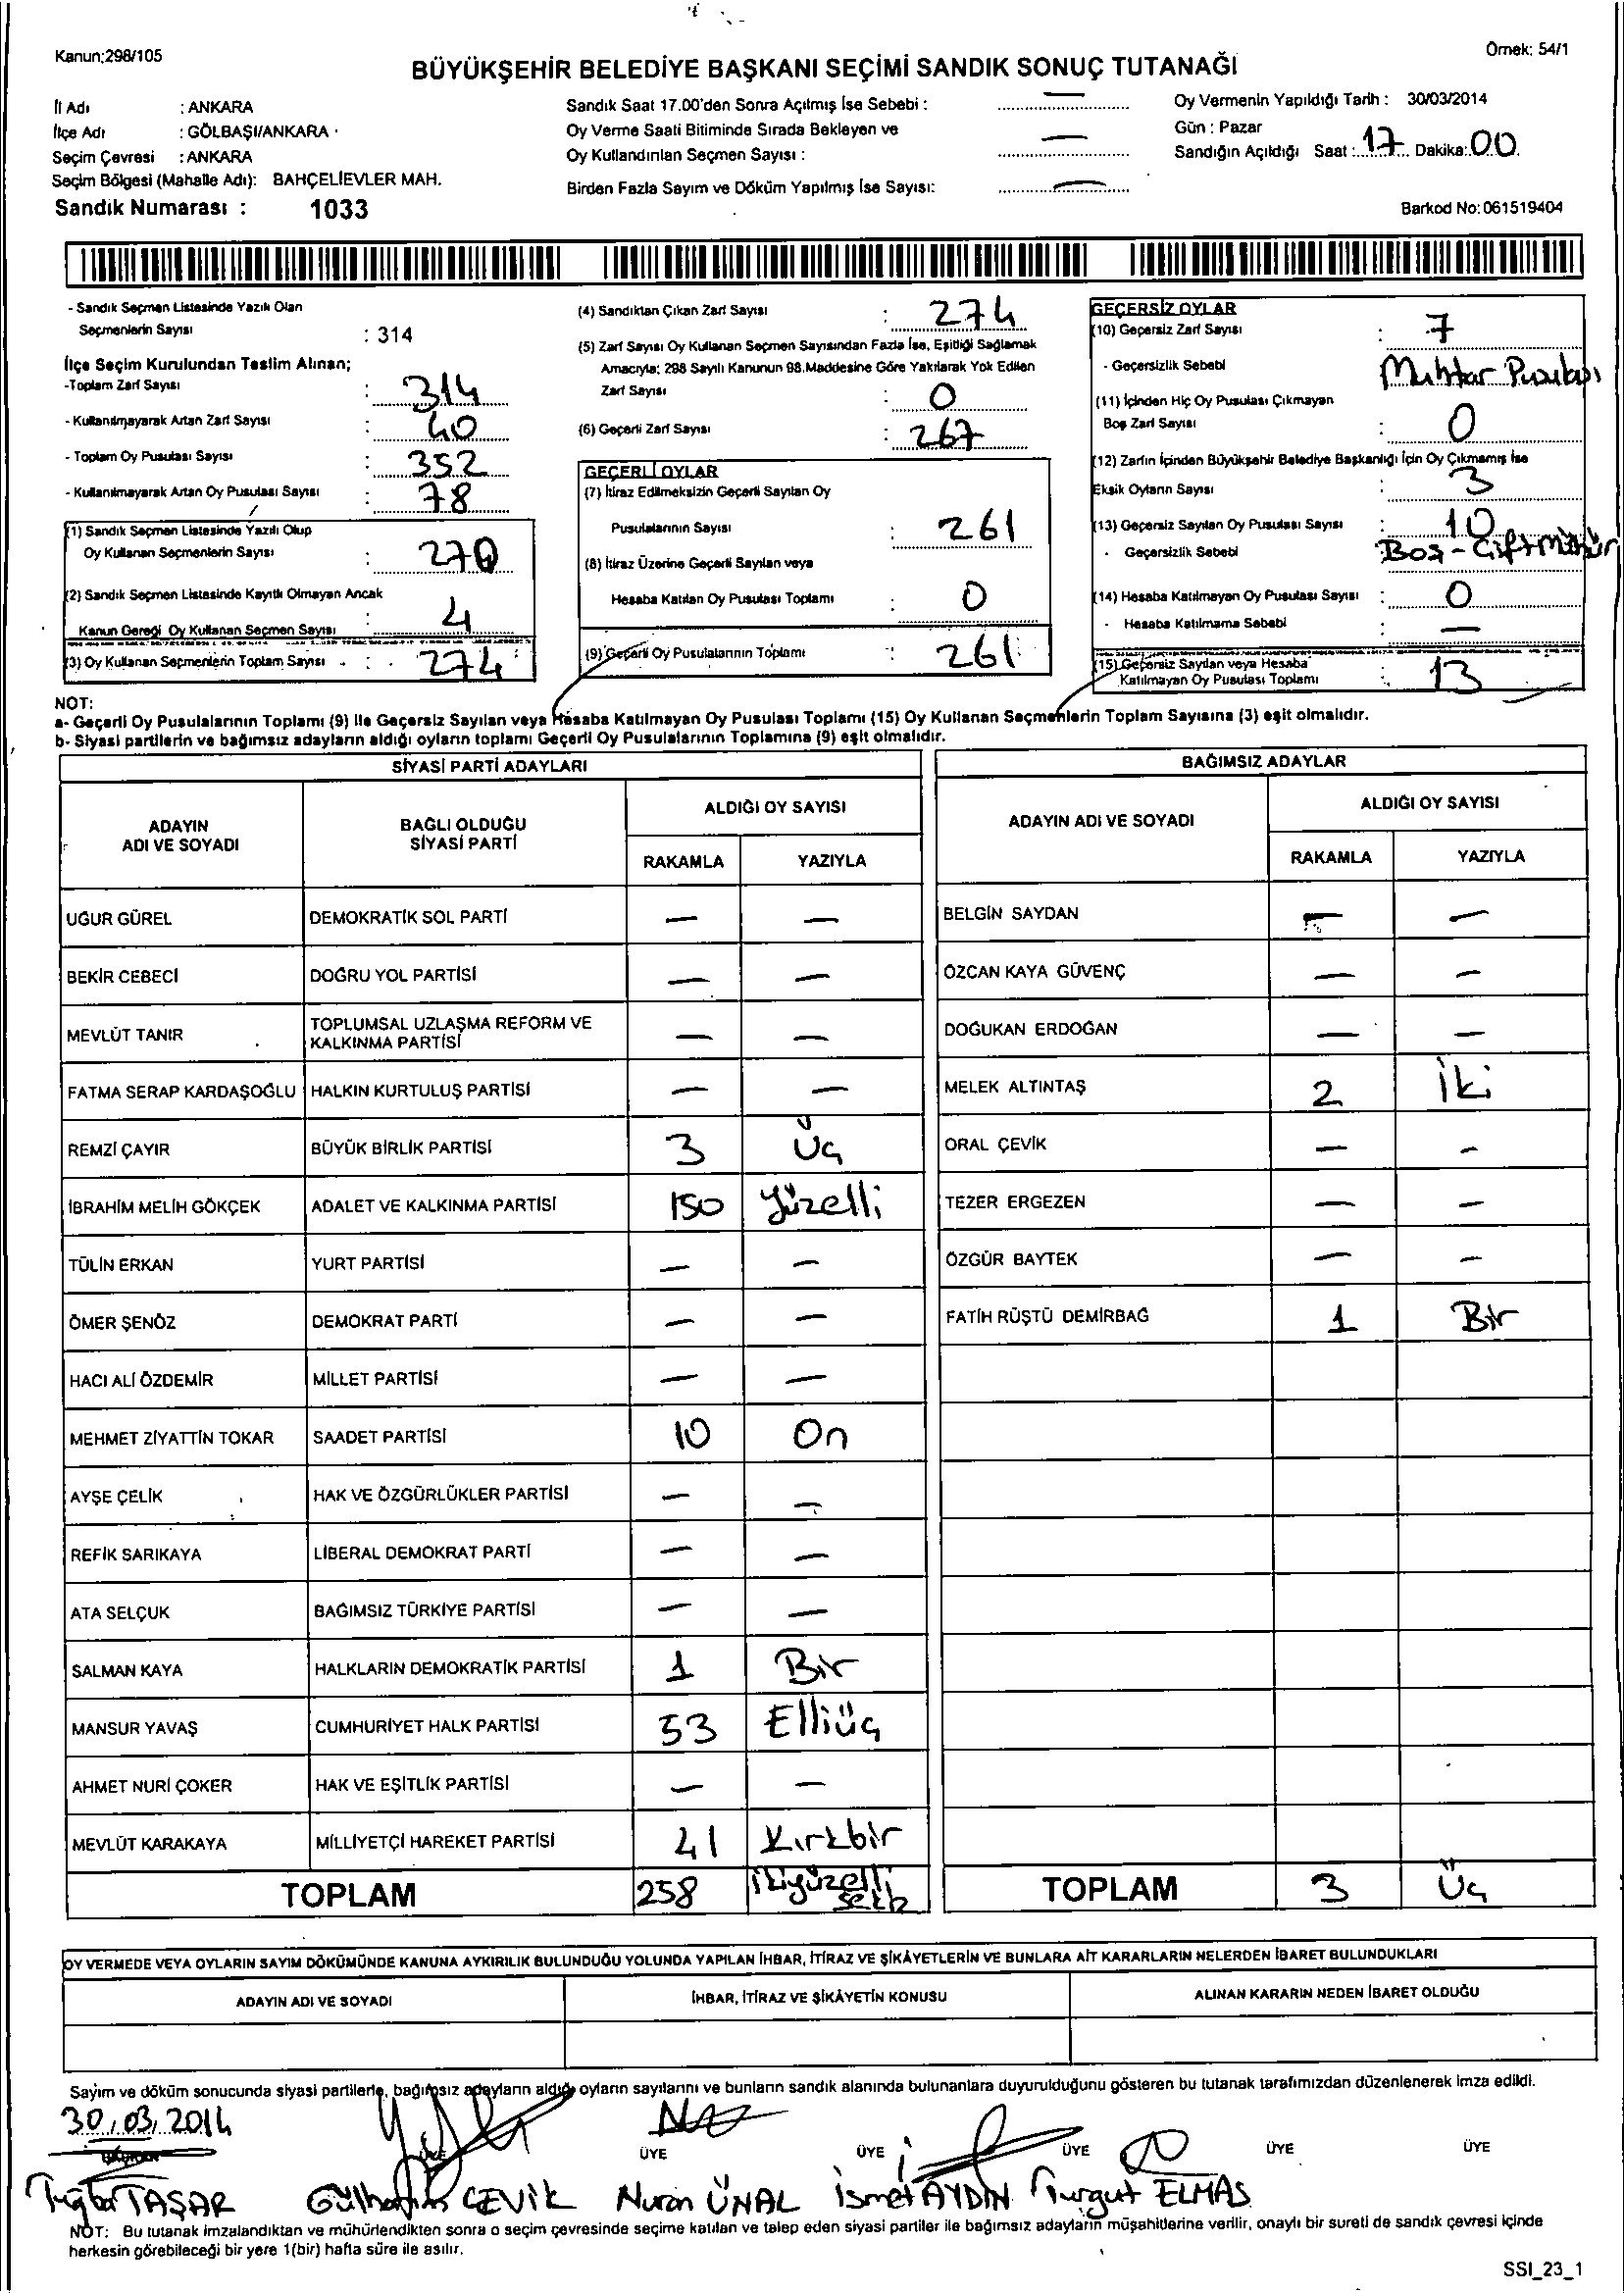 Kanun:298/105
Örnek: 54/1
BÜYÜKŞEHİR BELEDİYE BAŞKANI SEÇİMİ SANDIK SONUÇ TUTANAĞI
İl Adı : ANKARA
İlçe Adı : GÖLBAŞI/ANKARA
Seçim Çevresi : ANKARA
Seçim Bölgesi (Mahalle Adı): BAHÇELİEVLER MAH.
Sandık Numarası : 1033
Sandık Saat 17.00'den Sonra Açılmış İse Sebebi : —
Oy Verme Saati Bitiminde Sırada Bekleyen ve
Oy Kullandırılan Seçmen Sayısı : —
Birden Fazla Sayım ve Döküm Yapılmış İse Sayısı: —
Oy Vermenin Yapıldığı Tarih : 30/03/2014
Gün : Pazar
Sandığın Açıldığı Saat : 17 Dakika: 00
Barkod No: 061519404
- Sandık Seçmen Listesinde Yazılı Olan
Seçmenlerin Sayısı : 314
İlçe Seçim Kurulundan Teslim Alınan;
-Toplam Zarf Sayısı : 314
- Kullanılmayarak Artan Zarf Sayısı : 40
- Toplam Oy Pusulası Sayısı : 352
- Kullanılmayarak Artan Oy Pusulası Sayısı : 78
(1) Sandık Seçmen Listesinde Yazılı Olup
Oy Kullanan Seçmenlerin Sayısı : 270
(2) Sandık Seçmen Listesinde Kayıtlı Olmayan Ancak
Kanun Gereği Oy Kullanan Seçmen Sayısı : 4
(3) Oy Kullanan Seçmenlerin Toplam Sayısı : 274
(4) Sandıktan Çıkan Zarf Sayısı : 274
(5) Zarf Sayısı Oy Kullanan Seçmen Sayısından Fazla İse, Eşitliği Sağlamak
Amacıyla; 298 Sayılı Kanunun 98.Maddesine Göre Yakılarak Yok Edilen
Zarf Sayısı : 0
(6) Geçerli Zarf Sayısı : 267
GEÇERLİ OYLAR
(7) İtiraz Edilmeksizin Geçerli Sayılan Oy
Pusulalarının Sayısı : 261
(8) İtiraz Üzerine Geçerli Sayılan veya
Hesaba Katılan Oy Pusulası Toplamı : 0
(9) Geçerli Oy Pusulalarının Toplamı : 261
GEÇERSİZ OYLAR
(10) Geçersiz Zarf Sayısı : 7
- Geçersizlik Sebebi Muhtar Pusulası
(11) İçinden Hiç Oy Pusulası Çıkmayan
Boş Zarf Sayısı : 0
(12) Zarfın İçinden Büyükşehir Belediye Başkanlığı İçin Oy Çıkmamış İse
Eksik Oyların Sayısı : 3
(13) Geçersiz Sayılan Oy Pusulası Sayısı : 10
- Geçersizlik Sebebi Boş - Çift mühür
(14) Hesaba Katılmayan Oy Pusulası Sayısı : 0
- Hesaba Katılmama Sebebi : —
(15) Geçersiz Sayılan veya Hesaba
Katılmayan Oy Pusulası Toplamı : 13
NOT:
a- Geçerli Oy Pusulalarının Toplamı (9) ile Geçersiz Sayılan veya Hesaba Katılmayan Oy Pusulası Toplamı (15) Oy Kullanan Seçmenlerin Toplam Sayısına (3) eşit olmalıdır.
b- Siyasi partilerin ve bağımsız adayların aldığı oyların toplamı Geçerli Oy Pusulalarının Toplamına (9) eşit olmalıdır.
SİYASİ PARTİ ADAYLARI
ADAYIN ADI VE SOYADI BAĞLI OLDUĞU SİYASİ PARTİ ALDIĞI OY SAYISI
RAKAMLA YAZIYLA
UĞUR GÜREL DEMOKRATİK SOL PARTİ — —
BEKİR CEBECİ DOĞRU YOL PARTİSİ — —
MEVLÜT TANIR TOPLUMSAL UZLAŞMA REFORM VE KALKINMA PARTİSİ — —
FATMA SERAP KARDAŞOĞLU HALKIN KURTULUŞ PARTİSİ — —
REMZİ ÇAYIR BÜYÜK BİRLİK PARTİSİ 3 Üç
İBRAHİM MELİH GÖKÇEK ADALET VE KALKINMA PARTİSİ 150 Yüzelli
TÜLİN ERKAN YURT PARTİSİ — —
ÖMER ŞENÖZ DEMOKRAT PARTİ — —
HACI ALİ ÖZDEMİR MİLLET PARTİSİ — —
MEHMET ZİYATTİN TOKAR SAADET PARTİSİ 10 On
AYŞE ÇELİK HAK VE ÖZGÜRLÜKLER PARTİSİ — —
REFİK SARIKAYA LİBERAL DEMOKRAT PARTİ — —
ATA SELÇUK BAĞIMSIZ TÜRKİYE PARTİSİ — —
SALMAN KAYA HALKLARIN DEMOKRATİK PARTİSİ 1 Bir
MANSUR YAVAŞ CUMHURİYET HALK PARTİSİ 53 Elliüç
AHMET NURİ ÇOKER HAK VE EŞİTLİK PARTİSİ — —
MEVLÜT KARAKAYA MİLLİYETÇİ HAREKET PARTİSİ 41 Kırkbir
TOPLAM 258 İkiyüzelli sekiz
BAĞIMSIZ ADAYLAR
ADAYIN ADI VE SOYADI ALDIĞI OY SAYISI
RAKAMLA YAZIYLA
BELGİN SAYDAN — —
ÖZCAN KAYA GÜVENÇ — —
DOĞUKAN ERDOĞAN — —
MELEK ALTINTAŞ 2 İki
ORAL ÇEVİK — -
TEZER ERGEZEN — —
ÖZGÜR BAYTEK — -
FATİH RÜŞTÜ DEMİRBAĞ 1 Bir
TOPLAM 3 Üç
OY VERMEDE VEYA OYLARIN SAYIM DÖKÜMÜNDE KANUNA AYKIRILIK BULUNDUĞU YOLUNDA YAPILAN İHBAR, İTİRAZ VE ŞİKÂYETLERİN VE BUNLARA AİT KARARLARIN NELERDEN İBARET BULUNDUKLARI
ADAYIN ADI VE SOYADI İHBAR, İTİRAZ VE ŞİKÂYETİN KONUSU ALINAN KARARIN NEDEN İBARET OLDUĞU
Sayım ve döküm sonucunda siyasi partilerle, bağımsız adayların aldığı oyların sayılarını ve bunların sandık alanında bulunanlara duyurulduğunu gösteren bu tutanak tarafımızdan düzenlenerek imza edildi.
30.03.2014
BAŞKAN ÜYE ÜYE ÜYE ÜYE ÜYE ÜYE
Tuğba TAŞAR Gülhanım ÇEVİK Nuran ÜNAL İsmet AYDIN Turgut ELMAS
NOT: Bu tutanak imzalandıktan ve mühürlendikten sonra o seçim çevresinde seçime katılan ve talep eden siyasi partiler ile bağımsız adayların müşahitlerine verilir, onaylı bir sureti de sandık çevresi içinde
herkesin görebileceği bir yere 1(bir) hafta süre ile asılır.
SSI_23_1